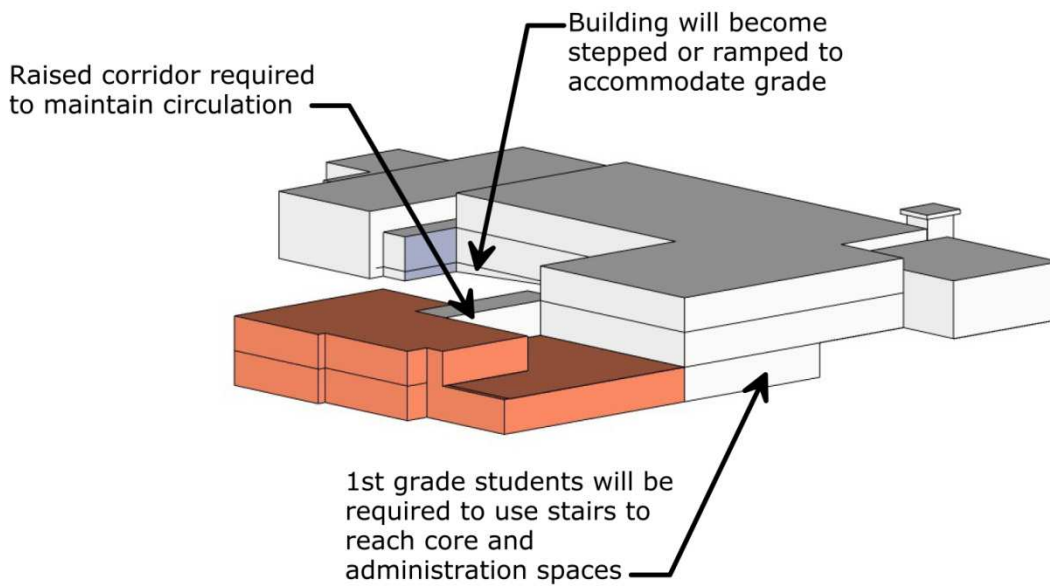 Building will become
stepped or ramped to
accommodate grade
Raised corridor required
to maintain circulation
1st grade students will be
required to use stairs to
reach core and
administration spaces